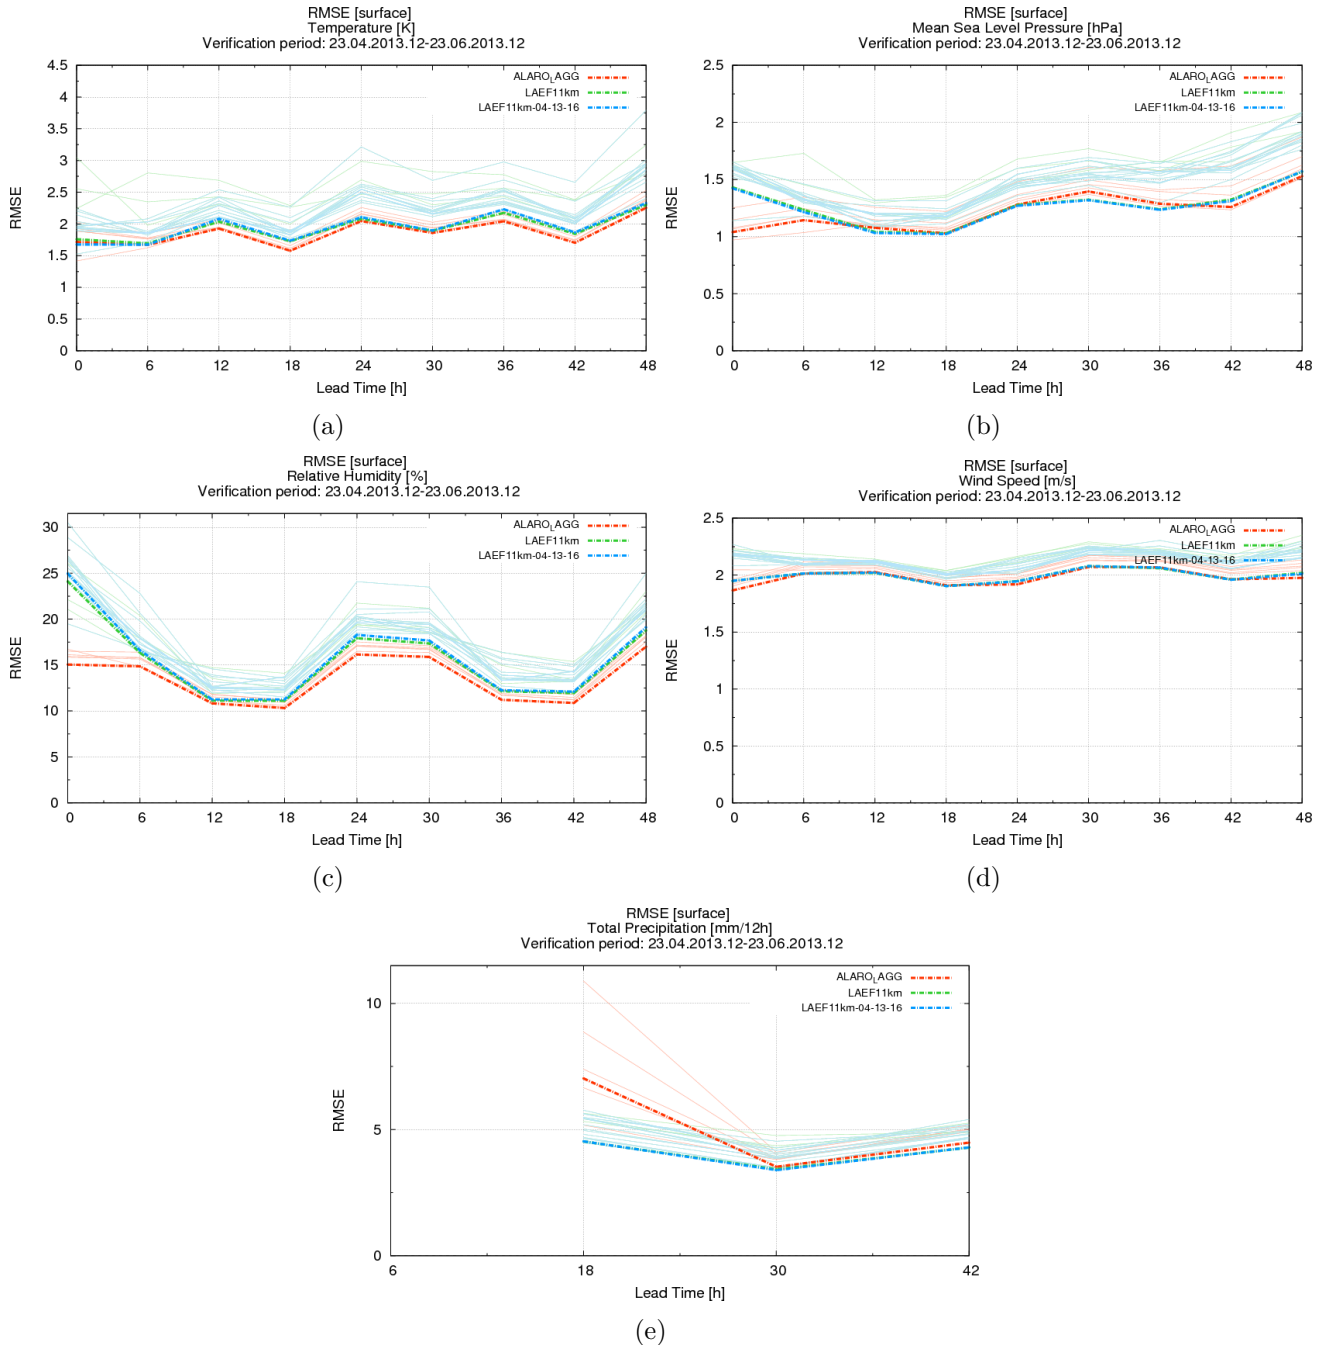 RMSE [surface]
Temperature [K]
Verification period: 23.04.2013.12-23.06.2013.12
ALARO_LAGG
LAEF11km
LAEF11km-04-13-16
4.5
4
3.5
3
2.5
2
1.5
1
0.5
0
RMSE
0 6 12 18 24 30 36 42 48
Lead Time [h]
(a)
RMSE [surface]
Mean Sea Level Pressure [hPa]
Verification period: 23.04.2013.12-23.06.2013.12
ALARO_LAGG
LAEF11km
LAEF11km-04-13-16
2.5
2
1.5
1
0.5
0
RMSE
0 6 12 18 24 30 36 42 48
Lead Time [h]
(b)
RMSE [surface]
Relative Humidity [%]
Verification period: 23.04.2013.12-23.06.2013.12
ALARO_LAGG
LAEF11km
LAEF11km-04-13-16
30
25
20
15
10
5
0
RMSE
0 6 12 18 24 30 36 42 48
Lead Time [h]
(c)
RMSE [surface]
Wind Speed [m/s]
Verification period: 23.04.2013.12-23.06.2013.12
ALARO_LAGG
LAEF11km
LAEF11km-04-13-16
2.5
2
1.5
1
0.5
0
RMSE
0 6 12 18 24 30 36 42 48
Lead Time [h]
(d)
RMSE [surface]
Total Precipitation [mm/12h]
Verification period: 23.04.2013.12-23.06.2013.12
ALARO_LAGG
LAEF11km
LAEF11km-04-13-16
10
5
0
RMSE
6 18 30 42
Lead Time [h]
(e)